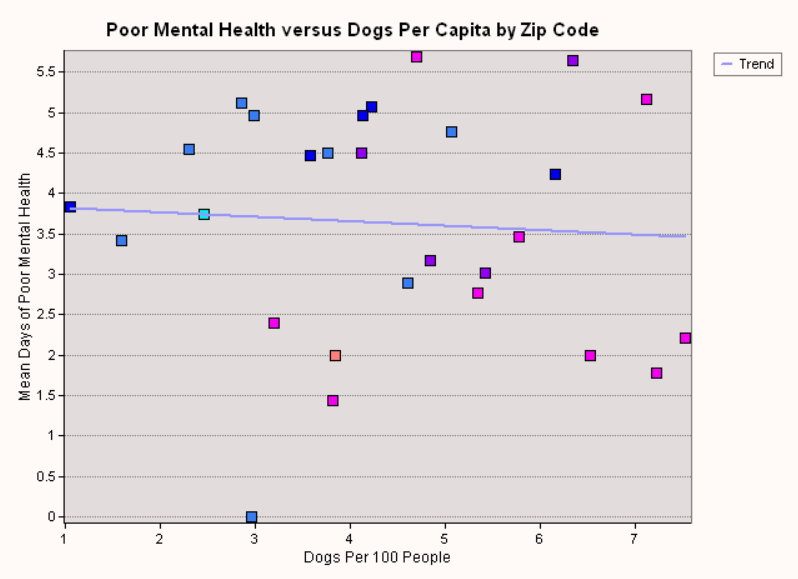 Poor Mental Health versus Dogs Per Capita by Zip Code
Trend
Mean Days of Poor Mental Health
5.5
5
4.5
4
3.5
3
2.5
2
1.5
1
0.5
0
1 2 3 4 5 6 7
Dogs Per 100 People